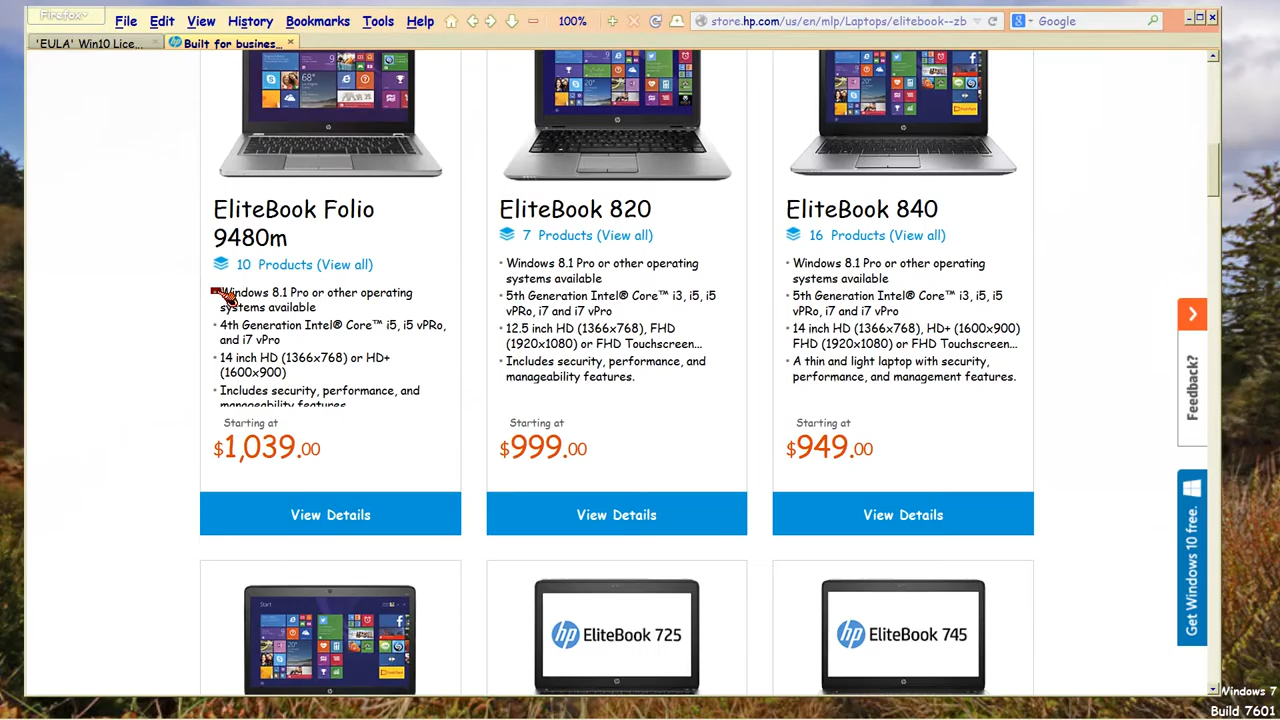 Firefox
File Edit View History Bookmarks Tools Help 100% store.hp.com/us/en/mlp/Laptops/elitebook--zb Google
'EULA' Win10 Lice... Built for busines...
EliteBook Folio
9480m
10 Products (View all)
Windows 8.1 Pro or other operating
systems available
4th Generation Intel® Core™ i5, i5 vPRo,
and i7 vPro
14 inch HD (1366x768) or HD+
(1600x900)
Includes security, performance, and
manageability features.
Starting at
$1,039.00
View Details
EliteBook 820
7 Products (View all)
Windows 8.1 Pro or other operating
systems available
5th Generation Intel® Core™ i3, i5, i5
vPRo, i7 and i7 vPro
12.5 inch HD (1366x768), FHD
(1920x1080) or FHD Touchscreen...
Includes security, performance, and
manageability features.
Starting at
$999.00
View Details
EliteBook 840
16 Products (View all)
Windows 8.1 Pro or other operating
systems available
5th Generation Intel® Core™ i3, i5, i5
vPRo, i7 and i7 vPro
14 inch HD (1366x768), HD+ (1600x900)
FHD (1920x1080) or FHD Touchscreen...
A thin and light laptop with security,
performance, and management features.
Starting at
$949.00
View Details
Start
hp EliteBook 725
hp EliteBook 745
Feedback?
Get Windows 10 free.
Windows 7
Build 7601